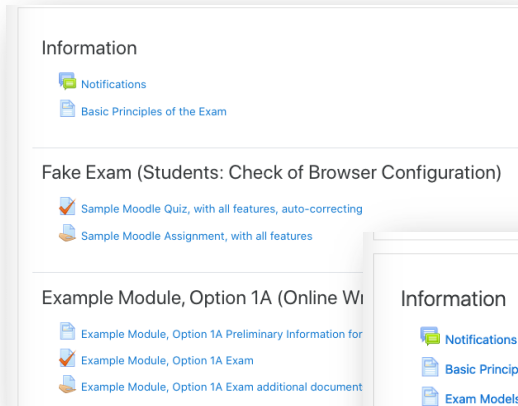 Information
Notifications
Basic Principles of the Exam
Fake Exam (Students: Check of Browser Configuration)
Sample Moodle Quiz, with all features, auto-correcting
Sample Moodle Assignment, with all features
Example Module, Option 1A (Online
Example Module, Option 1A Preliminary Information for
Example Module, Option 1A Exam
Example Module, Option 1A Exam additional document
Information
Notifications
Basic
Exam Models